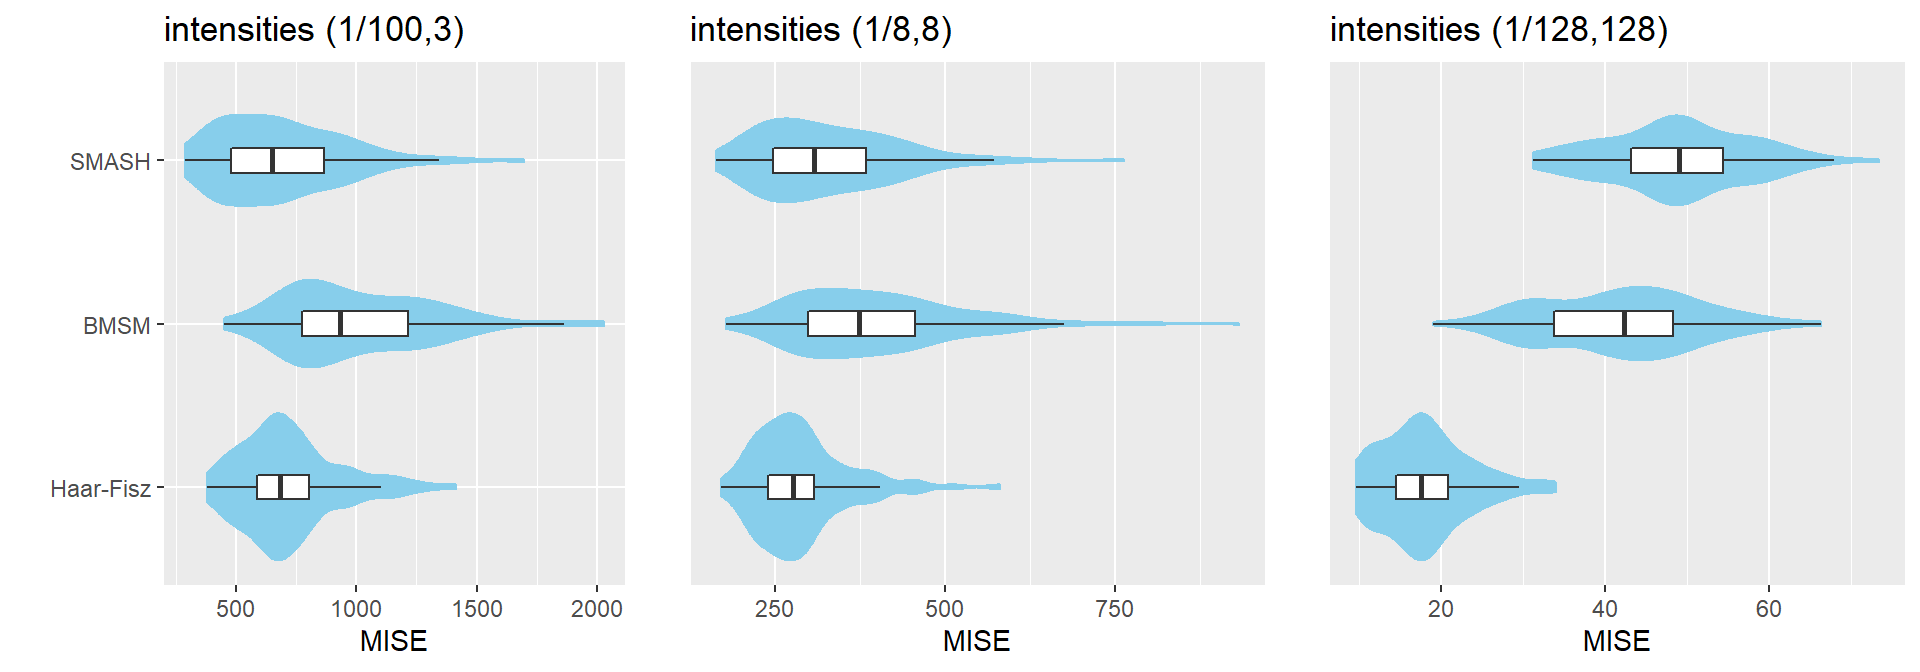 intensities (1/100,3)
intensities (1/8,8)
intensities (1/128,128)
SMASH
BMSM
Haar-Fisz
500 1000 1500 2000
250 500 750
20 40 60
MISE
MISE
MISE